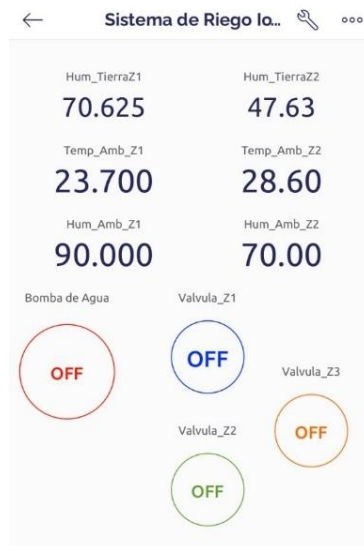 Sistema de Riego Io...
Hum_TierraZ1 Hum_TierraZ2
70.625 47.63
Temp_Amb_Z1 Temp_Amb_Z2
23.700 28.60
Hum_Amb_Z1 Hum_Amb_Z2
90.000 70.00
Bomba de Agua Valvula_Z1
OFF OFF
Valvula_Z3
Valvula_Z2 OFF
OFF